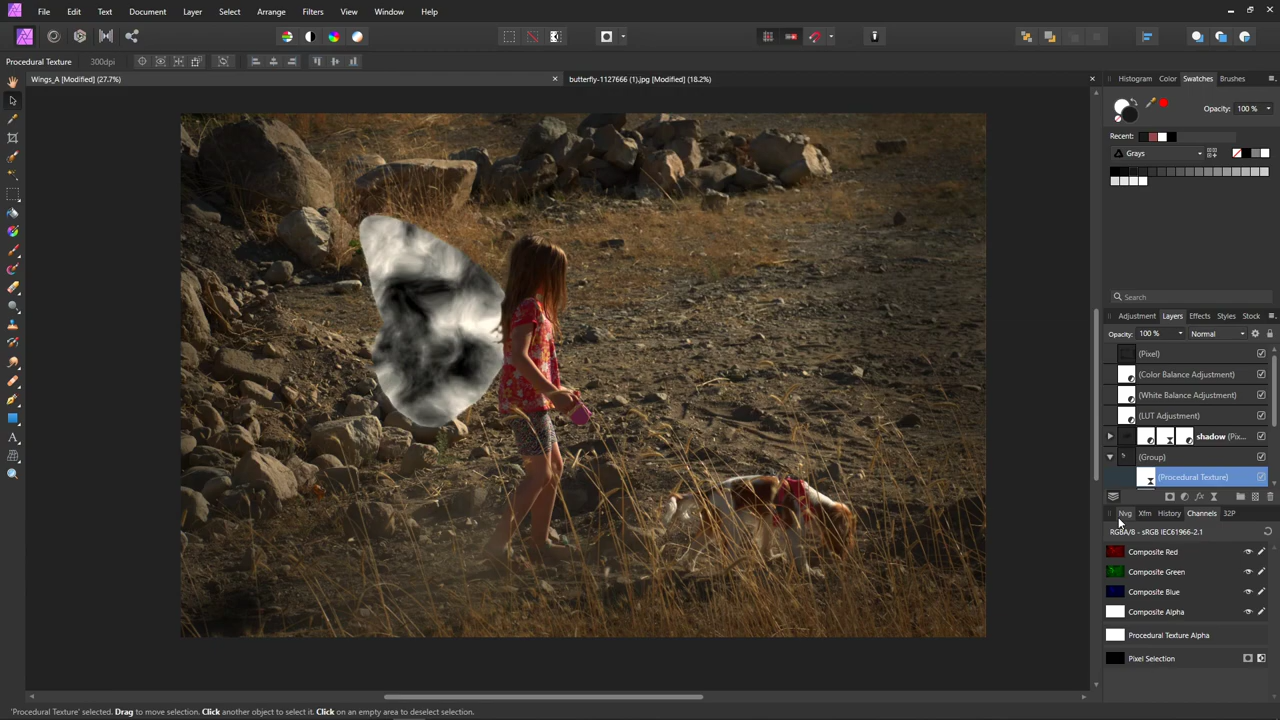 File Edit Text Document Layer Select Arrange Filters View Window Help
Procedural Texture 300dpi
Wings_A [Modified] (27.7%)
butterfly-1127666 (1).jpg [Modified] (18.2%)
Histogram Color Swatches Brushes
Opacity: 100 %
Recent:
Grays
Search
Adjustment Layers Effects Styles Stock
Opacity: 100 % Normal
(Pixel)
(Color Balance Adjustment)
(White Balance Adjustment)
(LUT Adjustment)
shadow (Pix...
(Group)
(Procedural Texture)
Nvg Xfm History Channels 32P
RGBA/8 - sRGB IEC61966-2.1
Composite Red
Composite Green
Composite Blue
Composite Alpha
Procedural Texture Alpha
Pixel Selection
'Procedural Texture' selected. Drag to move selection. Click another object to select it. Click on an empty area to deselect selection.